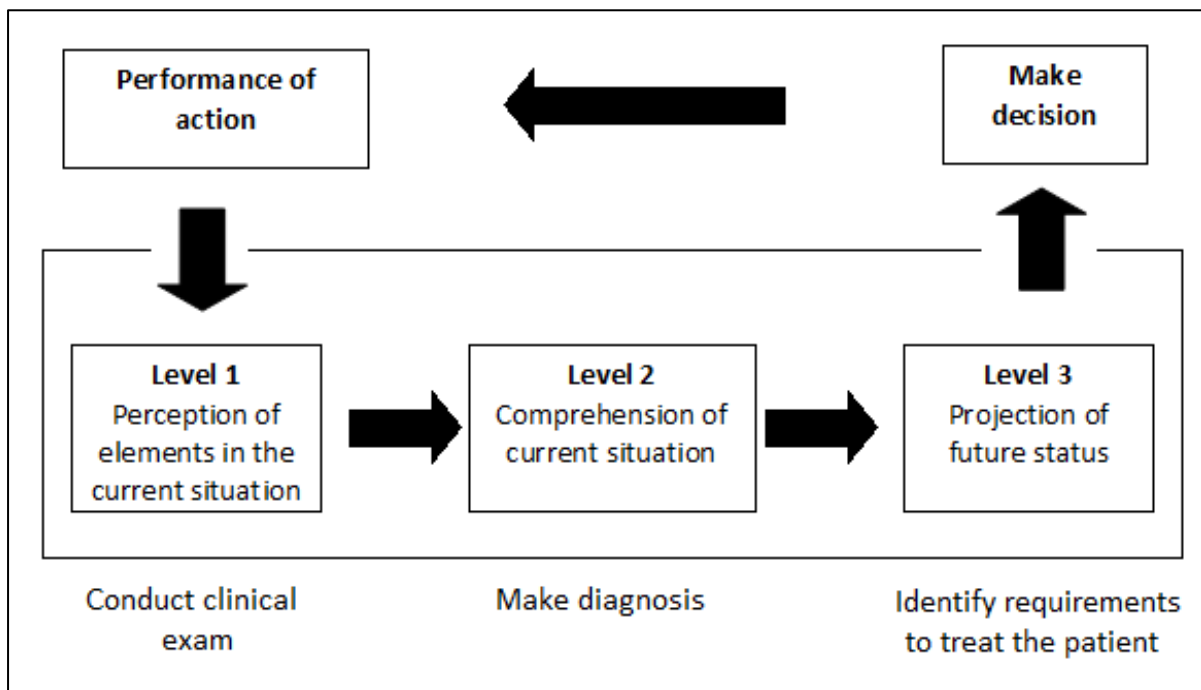 Performance of
action
Make
decision
Level 1
Perception of
elements in the
current situation
Level 2
Comprehension of
current situation
Level 3
Projection of
future status
Conduct clinical
exam
Make diagnosis
Identify requirements
to treat the patient